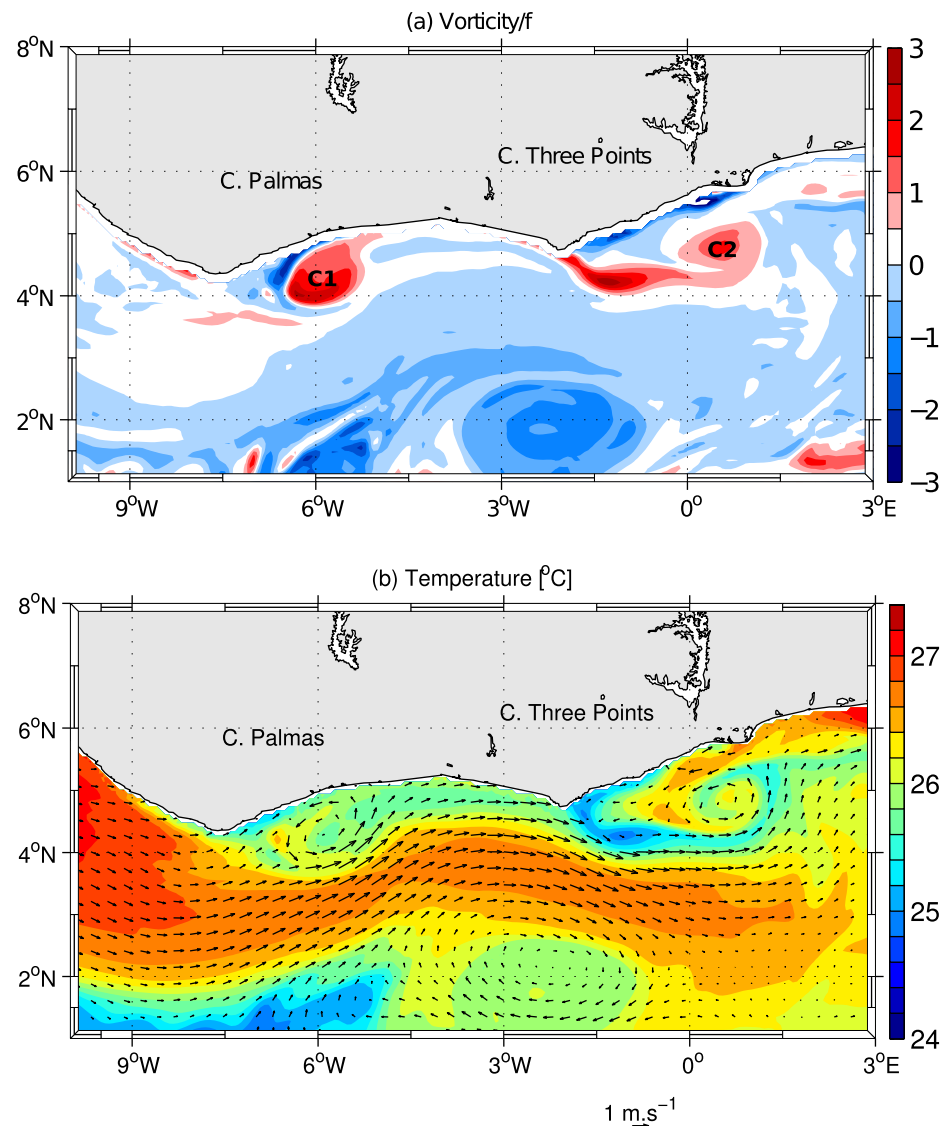 (a) Vorticity/f
8°N
6°N
4°N
2°N
C. Palmas
C. Three Points
C1
C2
9°W
6°W
3°W
0°
3°E
3
2
1
0
−1
−2
−3
(b) Temperature [°C]
8°N
6°N
4°N
2°N
C. Palmas
C. Three Points
9°W
6°W
3°W
0°
3°E
27
26
25
24
1 m.s⁻¹